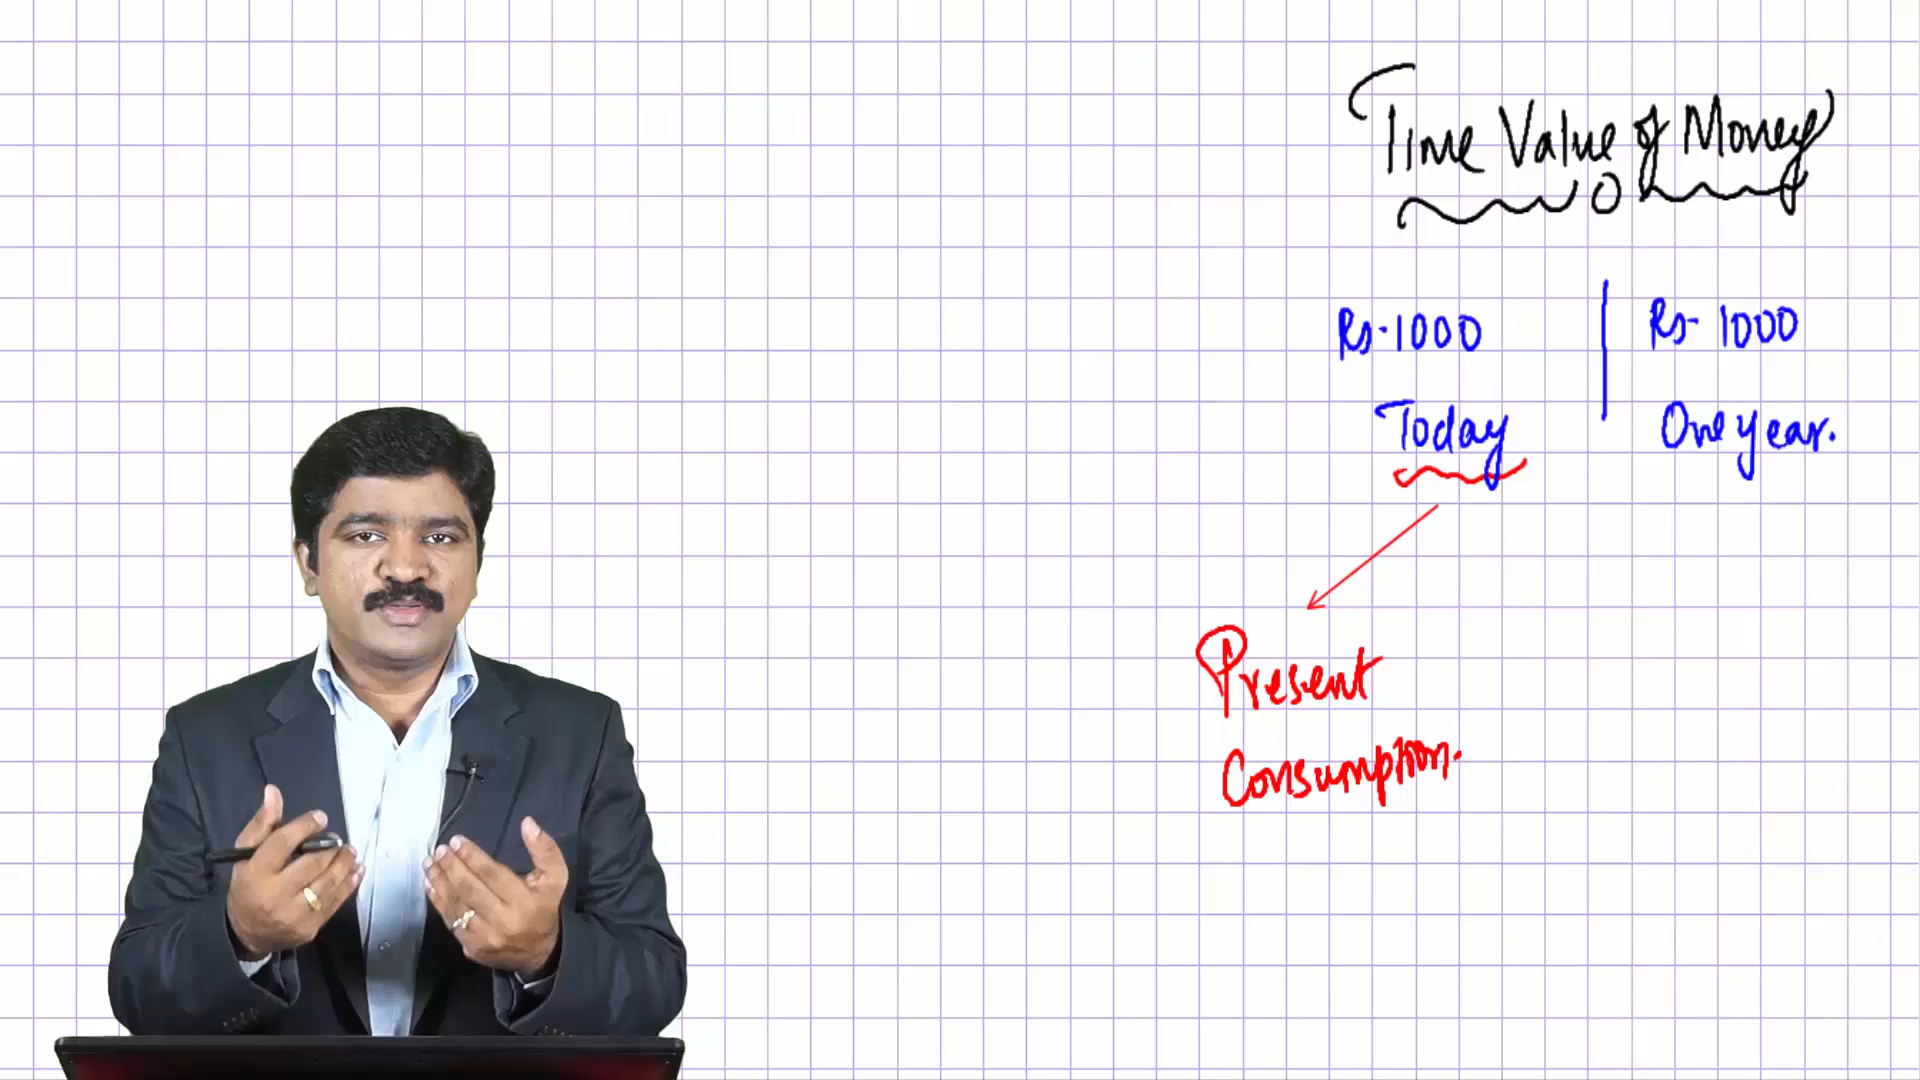 Time Value of Money
Rs. 1000 | Rs. 1000
Today One year.
Present
Consumption.